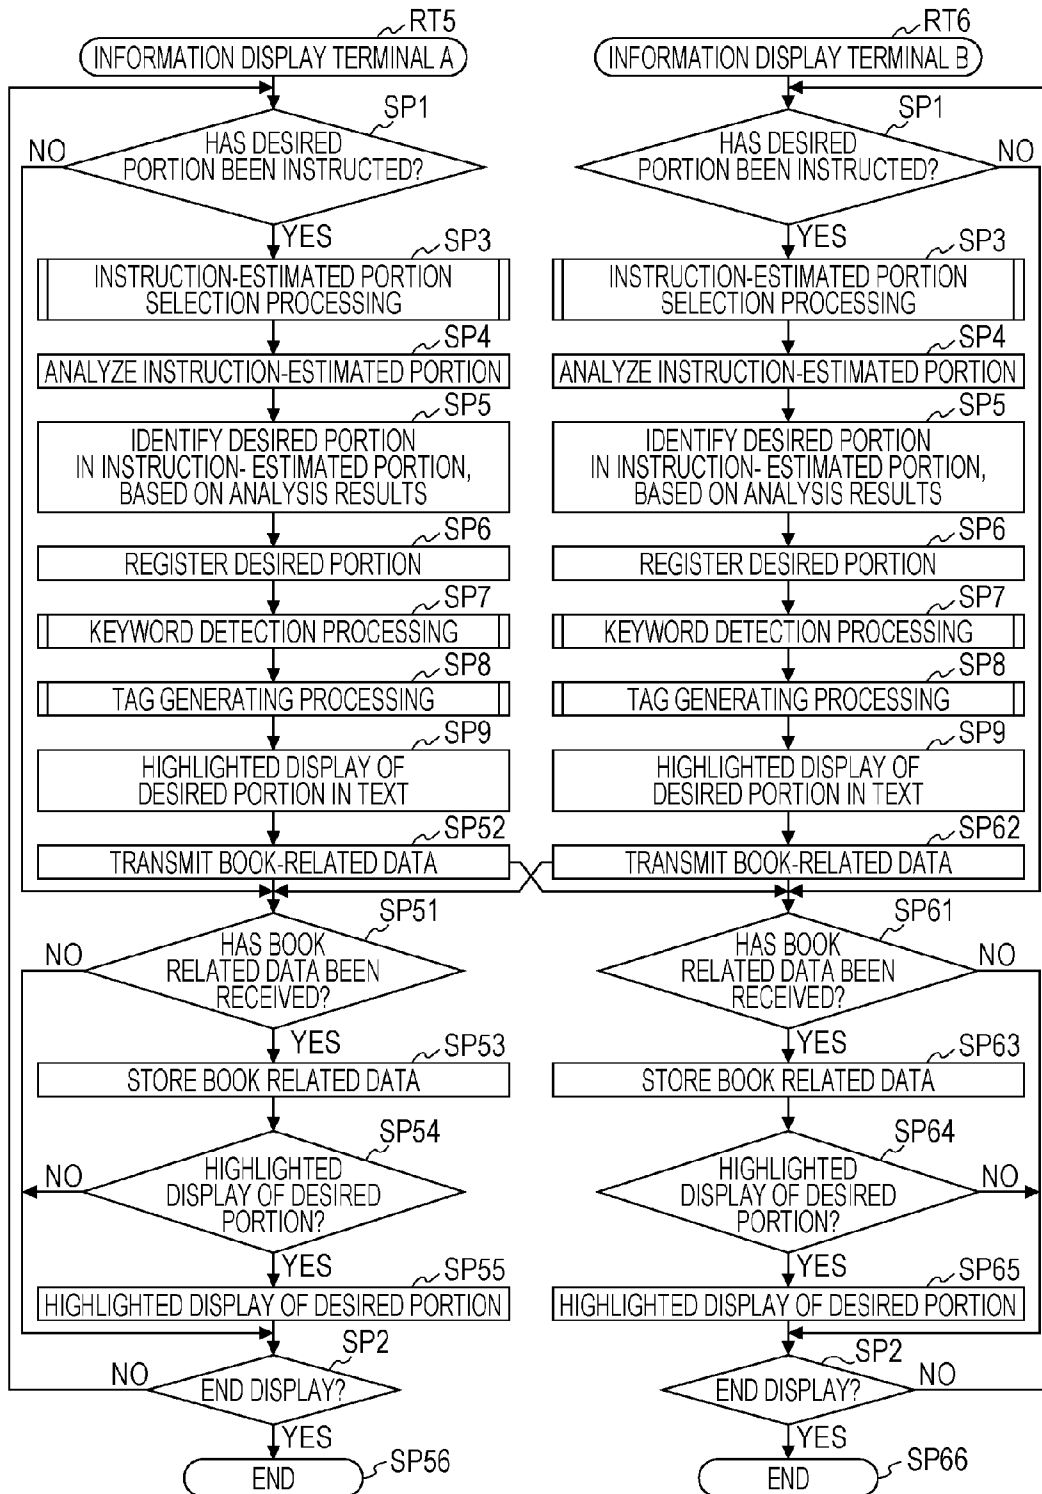 RT5
INFORMATION DISPLAY TERMINAL A
SP1
HAS DESIRED
PORTION BEEN INSTRUCTED?
NO
YES
SP3
INSTRUCTION-ESTIMATED PORTION
SELECTION PROCESSING
SP4
ANALYZE INSTRUCTION-ESTIMATED PORTION
SP5
IDENTIFY DESIRED PORTION
IN INSTRUCTION- ESTIMATED PORTION,
BASED ON ANALYSIS RESULTS
SP6
REGISTER DESIRED PORTION
SP7
KEYWORD DETECTION PROCESSING
SP8
TAG GENERATING PROCESSING
SP9
HIGHLIGHTED DISPLAY OF
DESIRED PORTION IN TEXT
SP52
TRANSMIT BOOK-RELATED DATA
SP51
HAS BOOK
RELATED DATA BEEN
RECEIVED?
NO
YES
SP53
STORE BOOK RELATED DATA
SP54
HIGHLIGHTED
DISPLAY OF DESIRED
PORTION?
NO
YES
SP55
HIGHLIGHTED DISPLAY OF DESIRED PORTION
SP2
END DISPLAY?
NO
YES
END
SP56
RT6
INFORMATION DISPLAY TERMINAL B
SP1
HAS DESIRED
PORTION BEEN INSTRUCTED?
NO
YES
SP3
INSTRUCTION-ESTIMATED PORTION
SELECTION PROCESSING
SP4
ANALYZE INSTRUCTION-ESTIMATED PORTION
SP5
IDENTIFY DESIRED PORTION
IN INSTRUCTION- ESTIMATED PORTION,
BASED ON ANALYSIS RESULTS
SP6
REGISTER DESIRED PORTION
SP7
KEYWORD DETECTION PROCESSING
SP8
TAG GENERATING PROCESSING
SP9
HIGHLIGHTED DISPLAY OF
DESIRED PORTION IN TEXT
SP62
TRANSMIT BOOK-RELATED DATA
SP61
HAS BOOK
RELATED DATA BEEN
RECEIVED?
NO
YES
SP63
STORE BOOK RELATED DATA
SP64
HIGHLIGHTED
DISPLAY OF DESIRED
PORTION?
NO
YES
SP65
HIGHLIGHTED DISPLAY OF DESIRED PORTION
SP2
END DISPLAY?
NO
YES
END
SP66